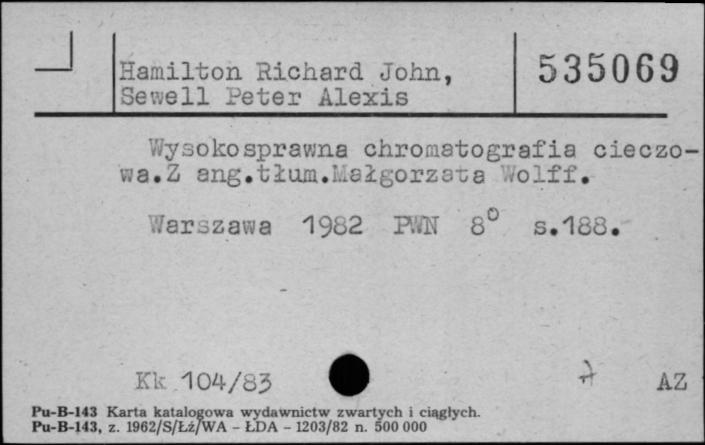 Hamilton Richard John,
Sewell Peter Alexis
535069
Wysokosprawna chromatografia cieczo-
wa.Z ang.tłum.Małgorzata Wolff.
Warszawa 1982 PWN 8° s.188.
Kk 104/83
AZ
Pu-B-143 Karta katalogowa wydawnictw zwartych i ciągłych.
Pu-B-143, z. 1962/S/Łź/WA - ŁDA - 1203/82 n. 500 000